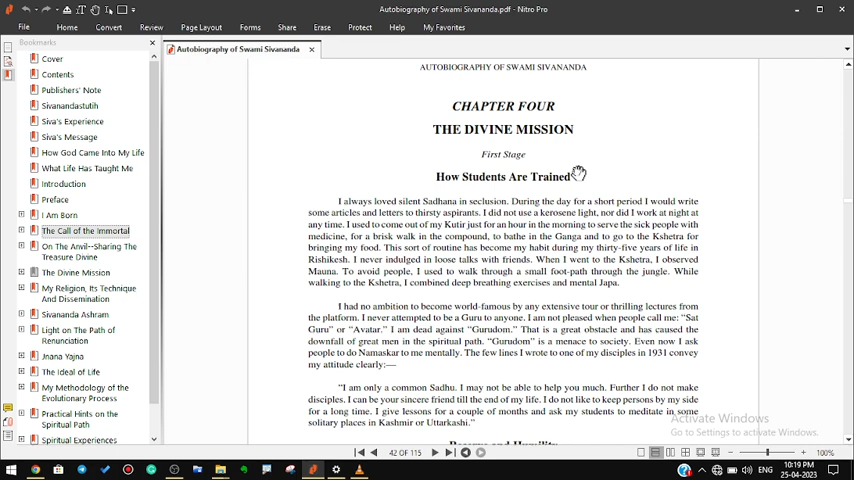 Autobiography of Swami Sivananda.pdf - Nitro Pro
File Home Convert Review Page Layout Forms Share Erase Protect Help My Favorites
Bookmarks
Autobiography of Swami Sivananda
Cover
Contents
Publishers' Note
Sivanandastutih
Siva's Experience
Siva's Message
How God Came Into My Life
What Life Has Taught Me
Introduction
Preface
I Am Born
The Call of the Immortal
On The Anvil--Sharing The
Treasure Divine
The Divine Mission
My Religion, Its Technique
And Dissemination
Sivananda Ashram
Light on The Path of
Renunciation
Jnana Yajna
The Ideal of Life
My Methodology of the
Evolutionary Process
Practical Hints on the
Spiritual Path
Spiritual Experiences
AUTOBIOGRAPHY OF SWAMI SIVANANDA
CHAPTER FOUR
THE DIVINE MISSION
First Stage
How Students Are Trained
I always loved silent Sadhana in seclusion. During the day for a short period I would write
some articles and letters to thirsty aspirants. I did not use a kerosene light, nor did I work at night at
any time. I used to come out of my Kutir just for an hour in the morning to serve the sick people with
medicine, for a brisk walk in the compound, to bathe in the Ganga and to go to the Kshetra for
bringing my food. This sort of routine has become my habit during my thirty-five years of life in
Rishikesh. I never indulged in loose talks with friends. When I went to the Kshetra, I observed
Mauna. To avoid people, I used to walk through a small foot-path through the jungle. While
walking to the Kshetra, I combined deep breathing exercises and mental Japa.
I had no ambition to become world-famous by any extensive tour or thrilling lectures from
the platform. I never attempted to be a Guru to anyone. I am not pleased when people call me: "Sat
Guru" or "Avatar." I am dead against "Gurudom." That is a great obstacle and has caused the
downfall of great men in the spiritual path. "Gurudom" is a menace to society. Even now I ask
people to do Namaskar to me mentally. The few lines I wrote to one of my disciples in 1931 convey
my attitude clearly:—
"I am only a common Sadhu. I may not be able to help you much. Further I do not make
disciples. I can be your sincere friend till the end of my life. I do not like to keep persons by my side
for a long time. I give lessons for a couple of months and ask my students to meditate in some
solitary places in Kashmir or Uttarkashi."
Activate Windows
Go to Settings to activate Windows.
42 OF 115
100%
ENG
10:19 PM
25-04-2023